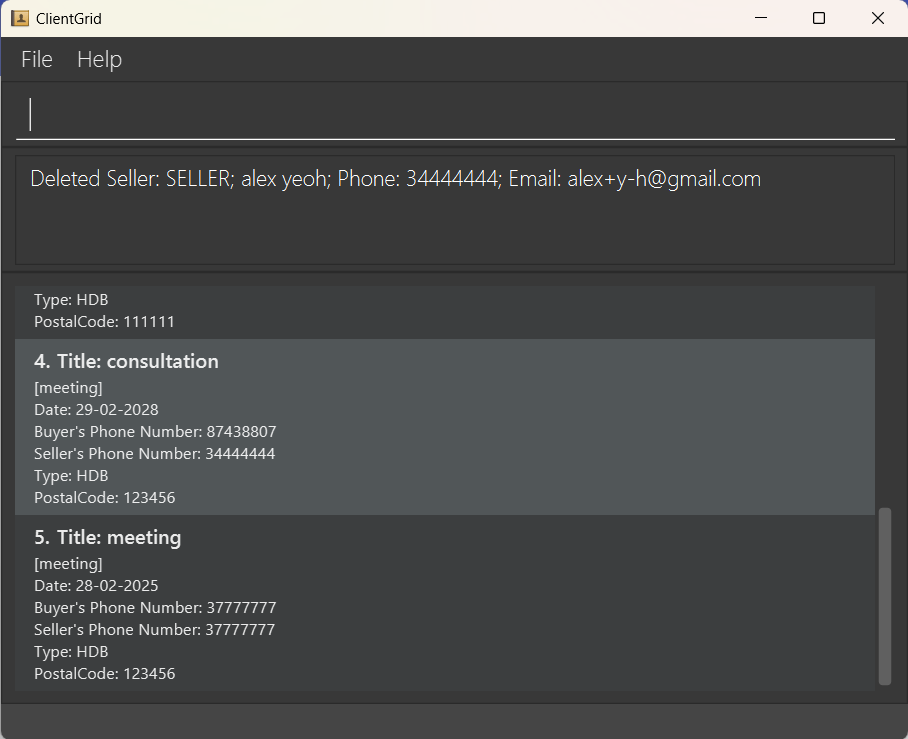 ClientGrid
File Help
Deleted Seller: SELLER; alex yeoh; Phone: 34444444; Email: alex+y-h@gmail.com
Type: HDB
PostalCode: 111111
4. Title: consultation
[meeting]
Date: 29-02-2028
Buyer's Phone Number: 87438807
Seller's Phone Number: 34444444
Type: HDB
PostalCode: 123456
5. Title: meeting
[meeting]
Date: 28-02-2025
Buyer's Phone Number: 37777777
Seller's Phone Number: 37777777
Type: HDB
PostalCode: 123456